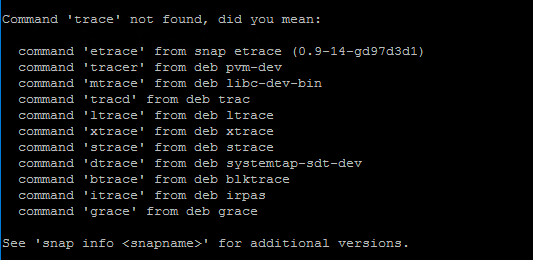 Command 'trace' not found, did you mean:
command 'etrace' from snap etrace (0.9-14-gd97d3d1)
command 'tracer' from deb pvm-dev
command 'mtrace' from deb libc-dev-bin
command 'tracd' from deb trac
command 'ltrace' from deb ltrace
command 'xtrace' from deb xtrace
command 'strace' from deb strace
command 'dtrace' from deb systemtap-sdt-dev
command 'btrace' from deb blktrace
command 'itrace' from deb irpas
command 'grace' from deb grace
See 'snap info <snapname>' for additional versions.